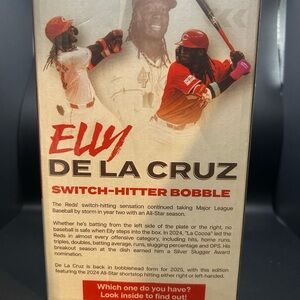 Elly
DE LA CRUZ
SWITCH-HITTER BOBBLE
The Reds' switch-hitting sensation continued taking Major League
Baseball by storm in year two with an All-Star season.
Whether he's batting from the left side of the plate or the right, no
baseball is safe when Elly steps into the box. In 2024, "La Cocoa" led the
Reds in almost every offensive category, including hits, home runs,
triples, doubles, batting average, runs, slugging percentage and OPS. His
breakout season at the dish earned him a Silver Slugger Award
nomination.
De La Cruz is back in bobblehead form for 2025, with this edition
featuring the 2024 All-Star shortstop hitting either right or left-handed.
Which one do you have?
Look inside to find out!